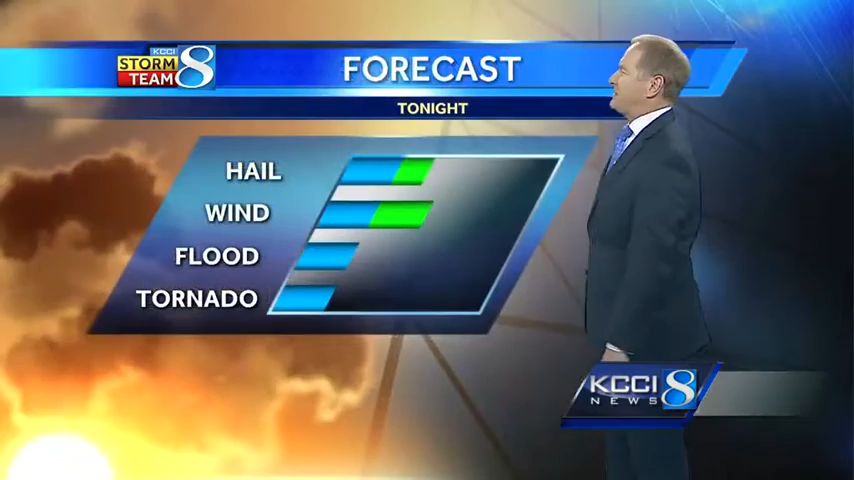 KCCI
STORM
TEAM 8
FORECAST
TONIGHT
HAIL
WIND
FLOOD
TORNADO
KCCI 8
NEWS